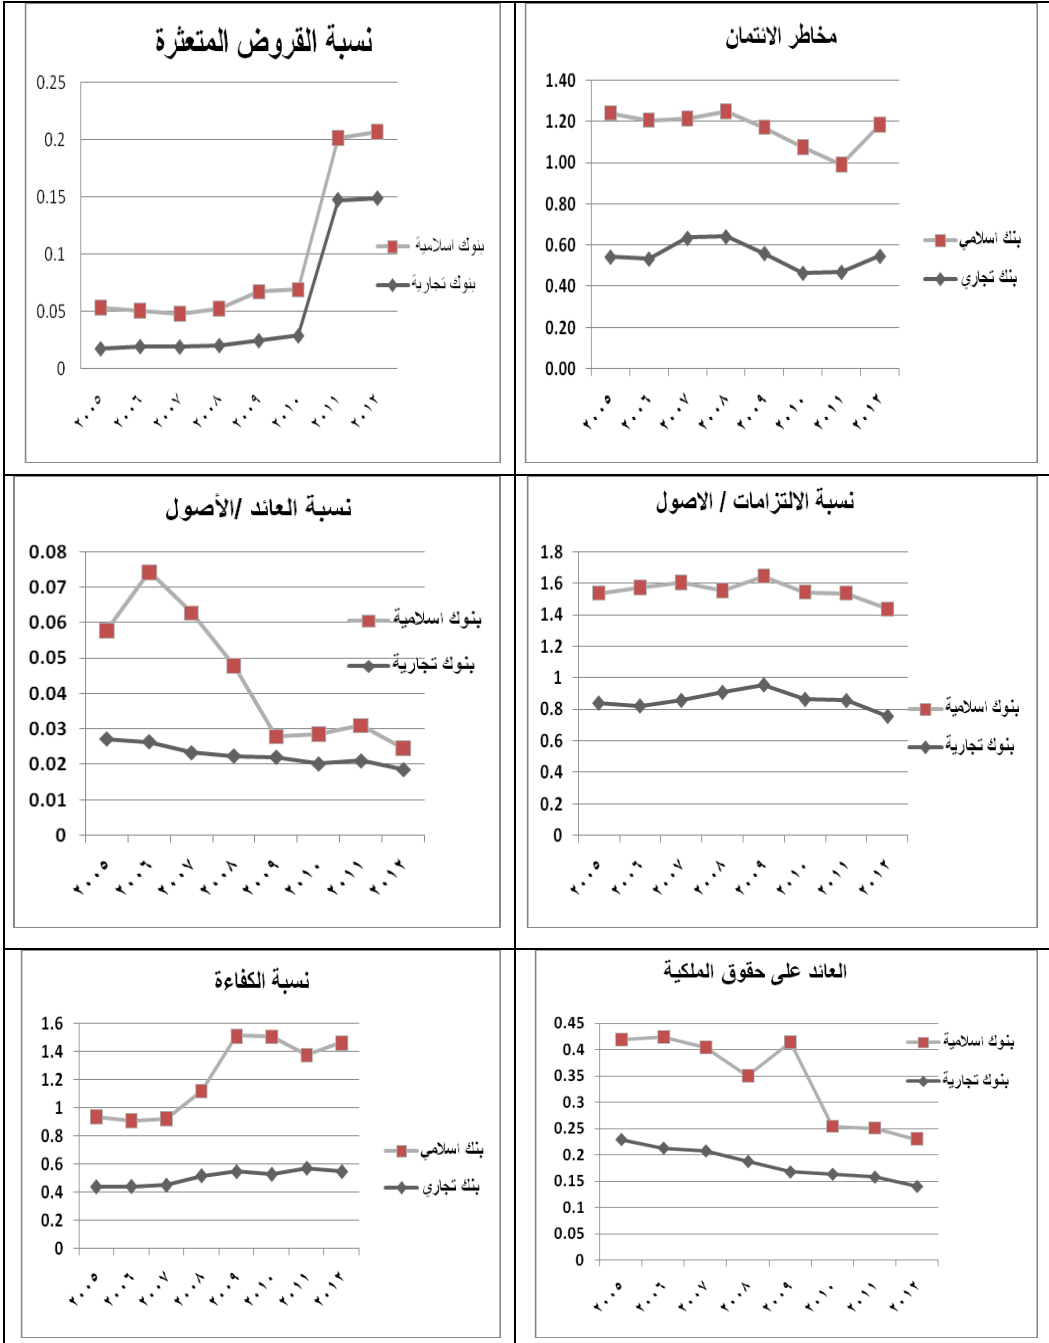 مخاطر الائتمان
1.40
1.20
1.00
0.80
0.60
0.40
0.20
0.00
بنك اسلامي
بنك تجاري
٢٠٠٥ ٢٠٠٦ ٢٠٠٧ ٢٠٠٨ ٢٠٠٩ ٢٠١٠ ٢٠١١ ٢٠١٢
نسبة القروض المتعثرة
0.25
0.2
0.15
0.1
0.05
0
بنوك اسلامية
بنوك تجارية
٢٠٠٥ ٢٠٠٦ ٢٠٠٧ ٢٠٠٨ ٢٠٠٩ ٢٠١٠ ٢٠١١ ٢٠١٢
نسبة الالتزامات / الاصول
1.8
1.6
1.4
1.2
1
0.8
0.6
0.4
0.2
0
بنوك اسلامية
بنوك تجارية
٢٠٠٥ ٢٠٠٦ ٢٠٠٧ ٢٠٠٨ ٢٠٠٩ ٢٠١٠ ٢٠١١ ٢٠١٢
نسبة العائد /الأصول
0.08
0.07
0.06
0.05
0.04
0.03
0.02
0.01
0
بنوك اسلامية
بنوك تجارية
٢٠٠٥ ٢٠٠٦ ٢٠٠٧ ٢٠٠٨ ٢٠٠٩ ٢٠١٠ ٢٠١١ ٢٠١٢
العائد على حقوق الملكية
0.45
0.4
0.35
0.3
0.25
0.2
0.15
0.1
0.05
0
بنوك اسلامية
بنوك تجارية
٢٠٠٥ ٢٠٠٦ ٢٠٠٧ ٢٠٠٨ ٢٠٠٩ ٢٠١٠ ٢٠١١ ٢٠١٢
نسبة الكفاءة
1.6
1.4
1.2
1
0.8
0.6
0.4
0.2
0
بنك اسلامي
بنك تجاري
٢٠٠٥ ٢٠٠٦ ٢٠٠٧ ٢٠٠٨ ٢٠٠٩ ٢٠١٠ ٢٠١١ ٢٠١٢